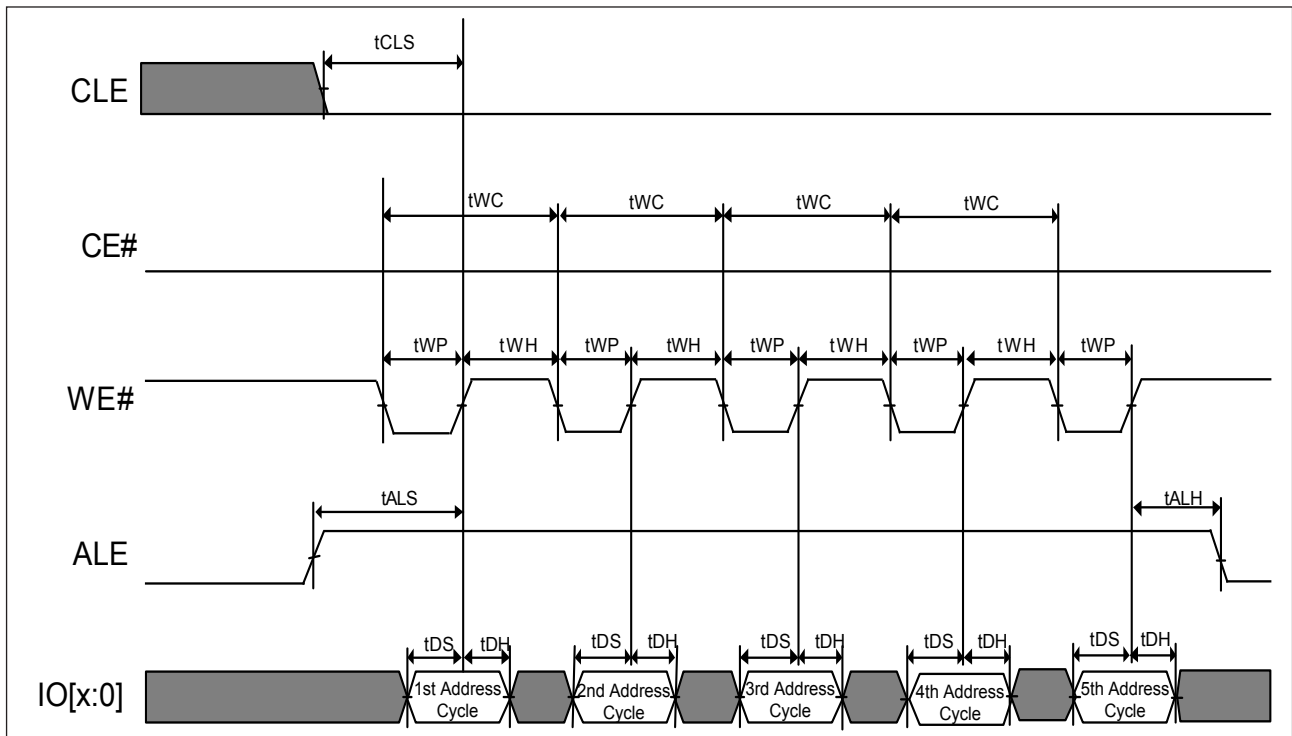 tCLS
CLE
tWC tWC tWC tWC
CE#
tWP tWH tWP tWH tWP tWH tWP tWH tWP
WE#
tALS tALH
ALE
tDS tDH tDS tDH tDS tDH tDS tDH tDS tDH
IO[x:0]
1st Address Cycle
2nd Address Cycle
3rd Address Cycle
4th Address Cycle
5th Address Cycle